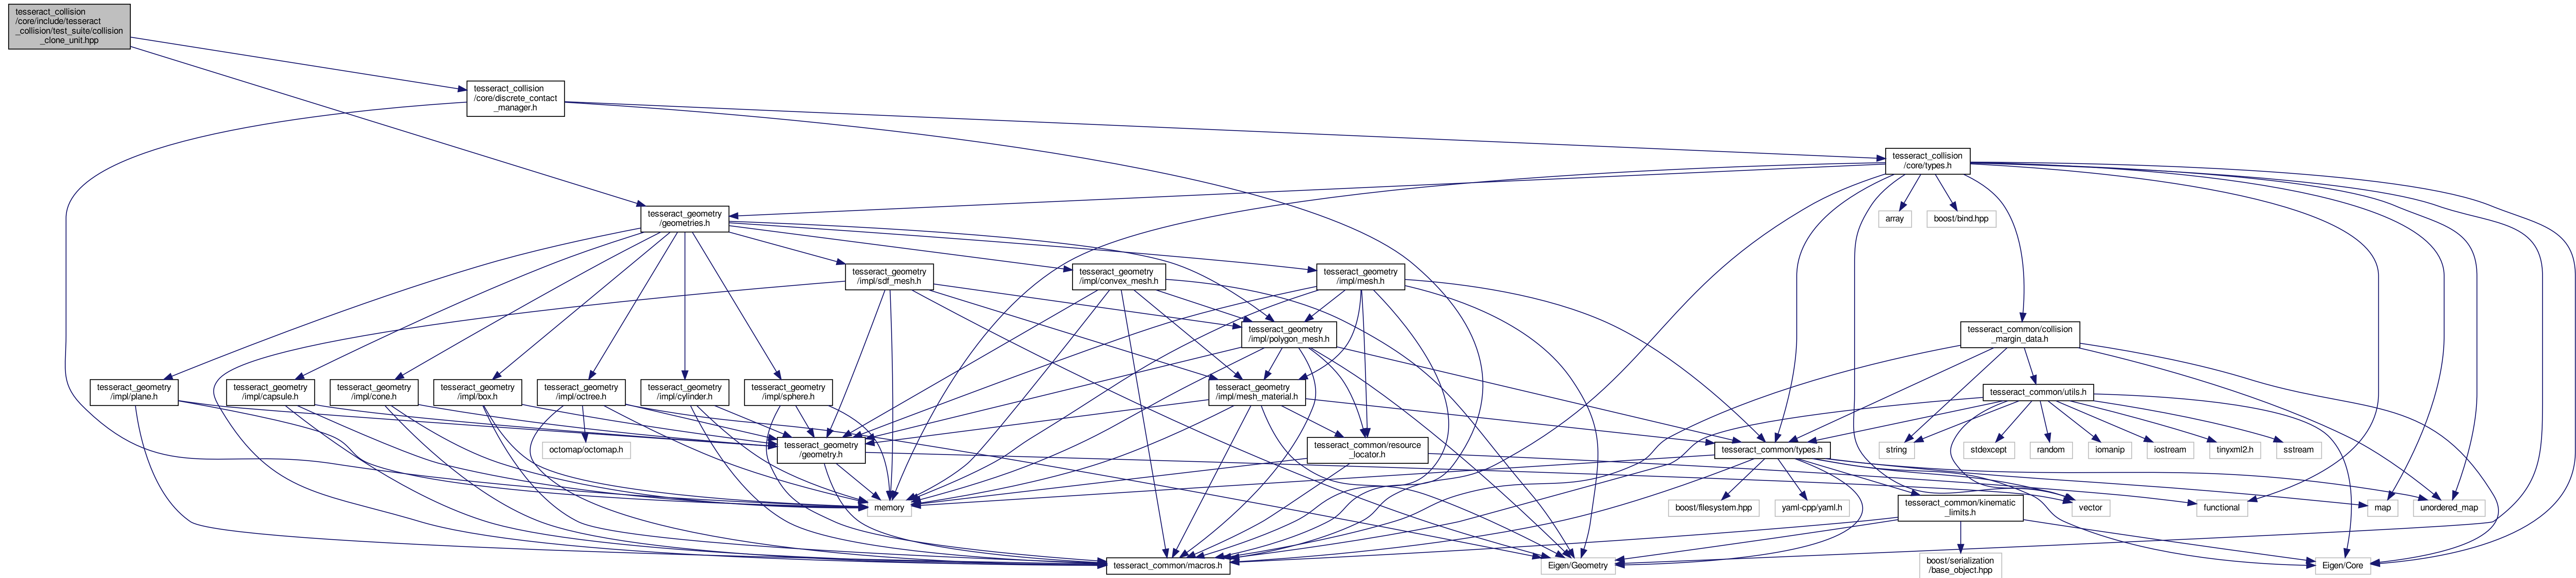 tesseract_collision
/core/include/tesseract
_collision/test_suite/collision
_clone_unit.hpp
tesseract_collision
/core/discrete_contact
_manager.h
tesseract_collision
/core/types.h
tesseract_geometry
/geometries.h
array
boost/bind.hpp
tesseract_geometry
/impl/sdf_mesh.h
tesseract_geometry
/impl/convex_mesh.h
tesseract_geometry
/impl/mesh.h
tesseract_geometry
/impl/polygon_mesh.h
tesseract_common/collision
_margin_data.h
tesseract_geometry
/impl/plane.h
tesseract_geometry
/impl/capsule.h
tesseract_geometry
/impl/cone.h
tesseract_geometry
/impl/box.h
tesseract_geometry
/impl/octree.h
tesseract_geometry
/impl/cylinder.h
tesseract_geometry
/impl/sphere.h
tesseract_geometry
/impl/mesh_material.h
tesseract_common/utils.h
octomap/octomap.h
tesseract_geometry
/geometry.h
tesseract_common/resource
_locator.h
tesseract_common/types.h
string
stdexcept
random
iomanip
iostream
tinyxml2.h
sstream
memory
boost/filesystem.hpp
yaml-cpp/yaml.h
tesseract_common/kinematic
_limits.h
vector
functional
map
unordered_map
tesseract_common/macros.h
Eigen/Geometry
boost/serialization
/base_object.hpp
Eigen/Core